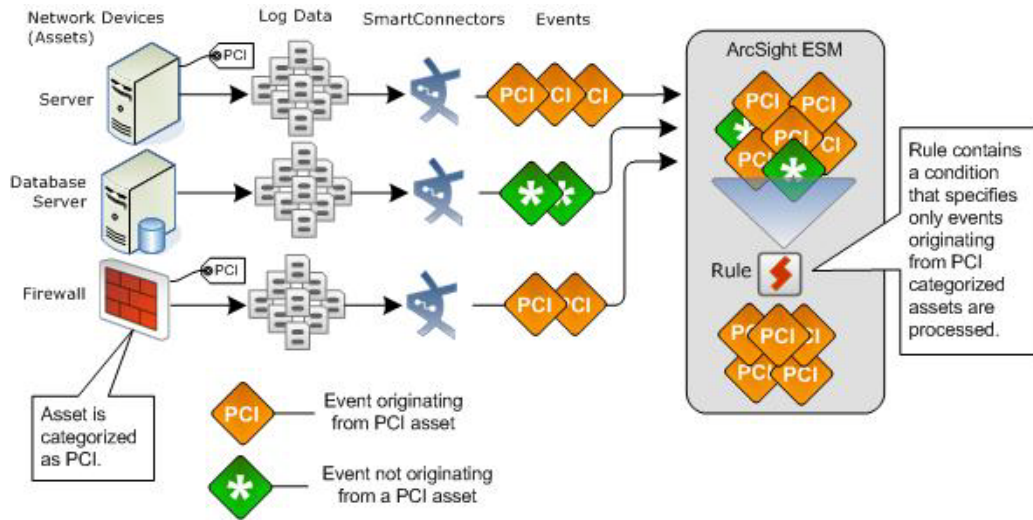 Network Devices
(Assets)
Log Data
SmartConnectors
Events
PCI
Server
PCI CI CI
ArcSight ESM
PCI PCI
*
PCI CI
PCI
*
Database
Server
* *
Rule contains
a condition
that specifies
only events
originating
from PCI
categorized
assets are
processed.
PCI
Firewall
PCI PCI
Rule
PCI PCI CI
PCI PCI
Asset is
categorized
as PCI.
PCI
Event originating
from PCI asset
*
Event not originating
from a PCI asset